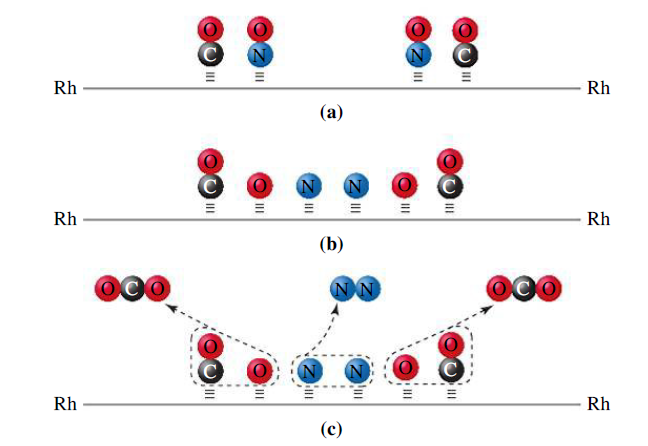 O O O O
C N N C
Rh Rh
(a)
O O
C O N N O C
Rh Rh
(b)
O C O N N O C O
O O
C O N N O C
Rh Rh
(c)